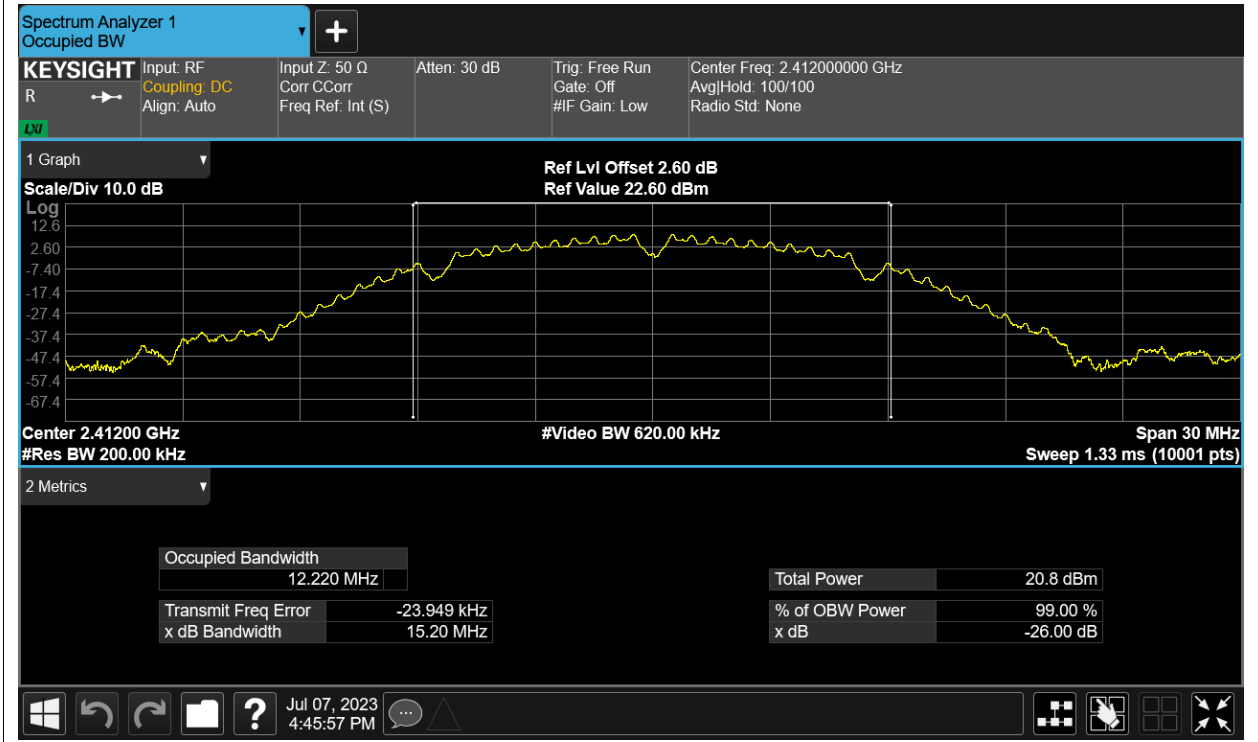 Spectrum Analyzer 1
Occupied BW
KEYSIGHT Input: RF Input Z: 50 Ω Atten: 30 dB Trig: Free Run Center Freq: 2.412000000 GHz
R Coupling: DC Corr CCorr Gate: Off Avg|Hold: 100/100
Align: Auto Freq Ref: Int (S) #IF Gain: Low Radio Std: None
LXI
1 Graph
Ref Lvl Offset 2.60 dB
Scale/Div 10.0 dB Ref Value 22.60 dBm
Log
12.6
2.60
-7.40
-17.4
-27.4
-37.4
-47.4
-57.4
-67.4
Center 2.41200 GHz #Video BW 620.00 kHz Span 30 MHz
#Res BW 200.00 kHz Sweep 1.33 ms (10001 pts)
2 Metrics
Occupied Bandwidth
12.220 MHz Total Power 20.8 dBm
Transmit Freq Error -23.949 kHz % of OBW Power 99.00 %
x dB Bandwidth 15.20 MHz x dB -26.00 dB
? Jul 07, 2023
4:45:57 PM